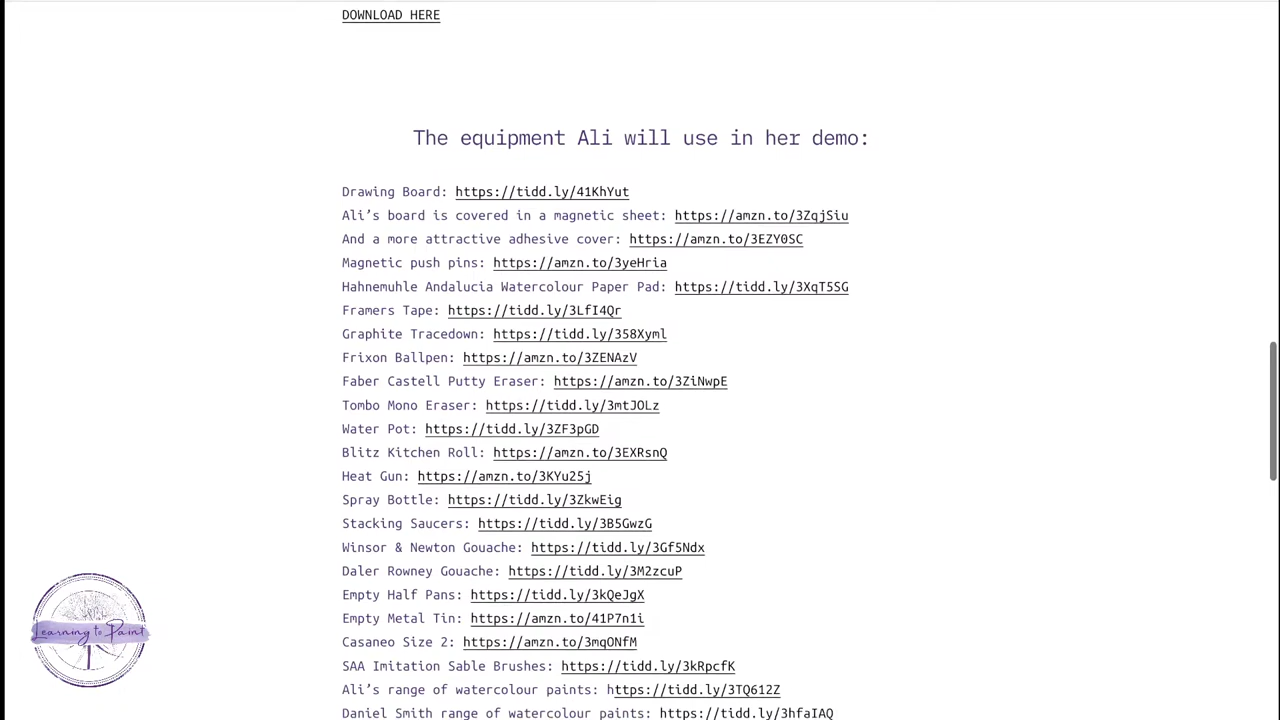 DOWNLOAD HERE
The equipment Ali will use in her demo:
Drawing Board: https://tidd.ly/41KhYut
Ali’s board is covered in a magnetic sheet: https://amzn.to/3ZqjSiu
And a more attractive adhesive cover: https://amzn.to/3EZY0SC
Magnetic push pins: https://amzn.to/3yeHria
Hahnemuhle Andalucia Watercolour Paper Pad: https://tidd.ly/3XqT5SG
Framers Tape: https://tidd.ly/3LfI4Qr
Graphite Tracedown: https://tidd.ly/358Xyml
Frixon Ballpen: https://amzn.to/3ZENAzV
Faber Castell Putty Eraser: https://amzn.to/3ZiNwpE
Tombo Mono Eraser: https://tidd.ly/3mtJOLz
Water Pot: https://tidd.ly/3ZF3pGD
Blitz Kitchen Roll: https://amzn.to/3EXRsnQ
Heat Gun: https://amzn.to/3KYu25j
Spray Bottle: https://tidd.ly/3ZkwEig
Stacking Saucers: https://tidd.ly/3B5GwzG
Winsor & Newton Gouache: https://tidd.ly/3Gf5Ndx
Daler Rowney Gouache: https://tidd.ly/3M2zcuP
Empty Half Pans: https://tidd.ly/3kQeJgX
Empty Metal Tin: https://amzn.to/41P7n1i
Casaneo Size 2: https://amzn.to/3mqONfM
SAA Imitation Sable Brushes: https://tidd.ly/3kRpcfK
Ali’s range of watercolour paints: https://tidd.ly/3TQ612Z
Daniel Smith range of watercolour paints: https://tidd.ly/3hfaIAQ
Learning to Paint